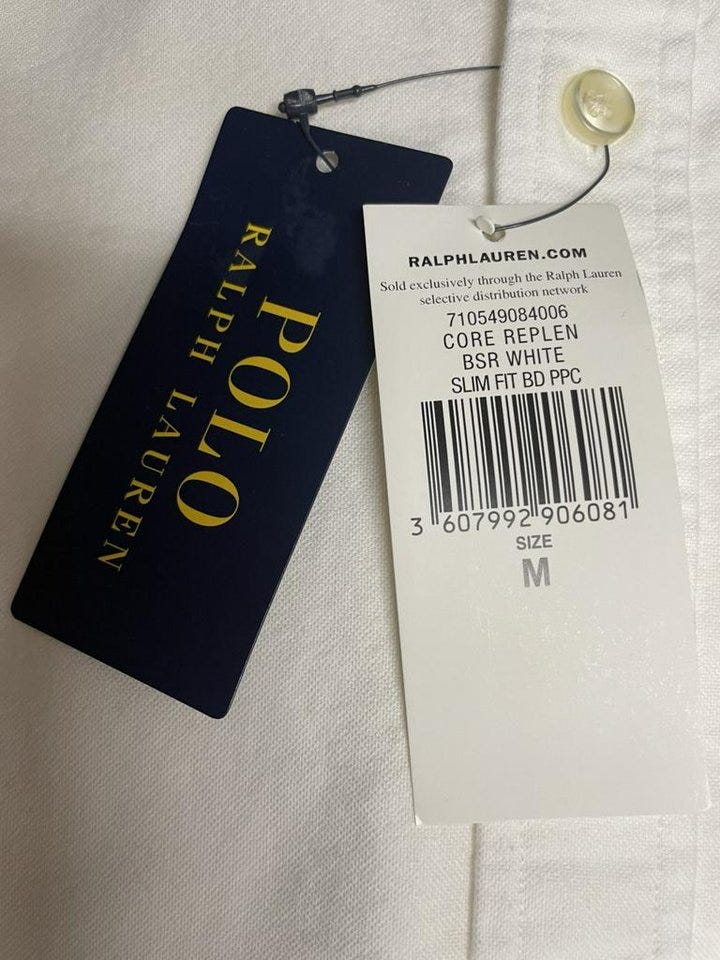 POLO
RALPH LAUREN
RALPHLAUREN.COM
Sold exclusively through the Ralph Lauren
selective distribution network
710549084006
CORE REPLEN
BSR WHITE
SLIM FIT BD PPC
3 607992 906081
SIZE
M